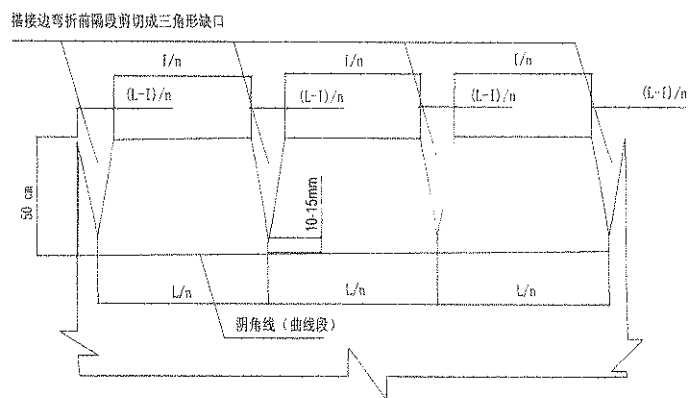 搭接边弯折前隔段剪切成三角形缺口
l/n l/n l/n
(L-l)/n (L-l)/n (L-l)/n (L-l)/n
50 cm
10-15mm
L/n L/n L/n
阴角线（曲线段）